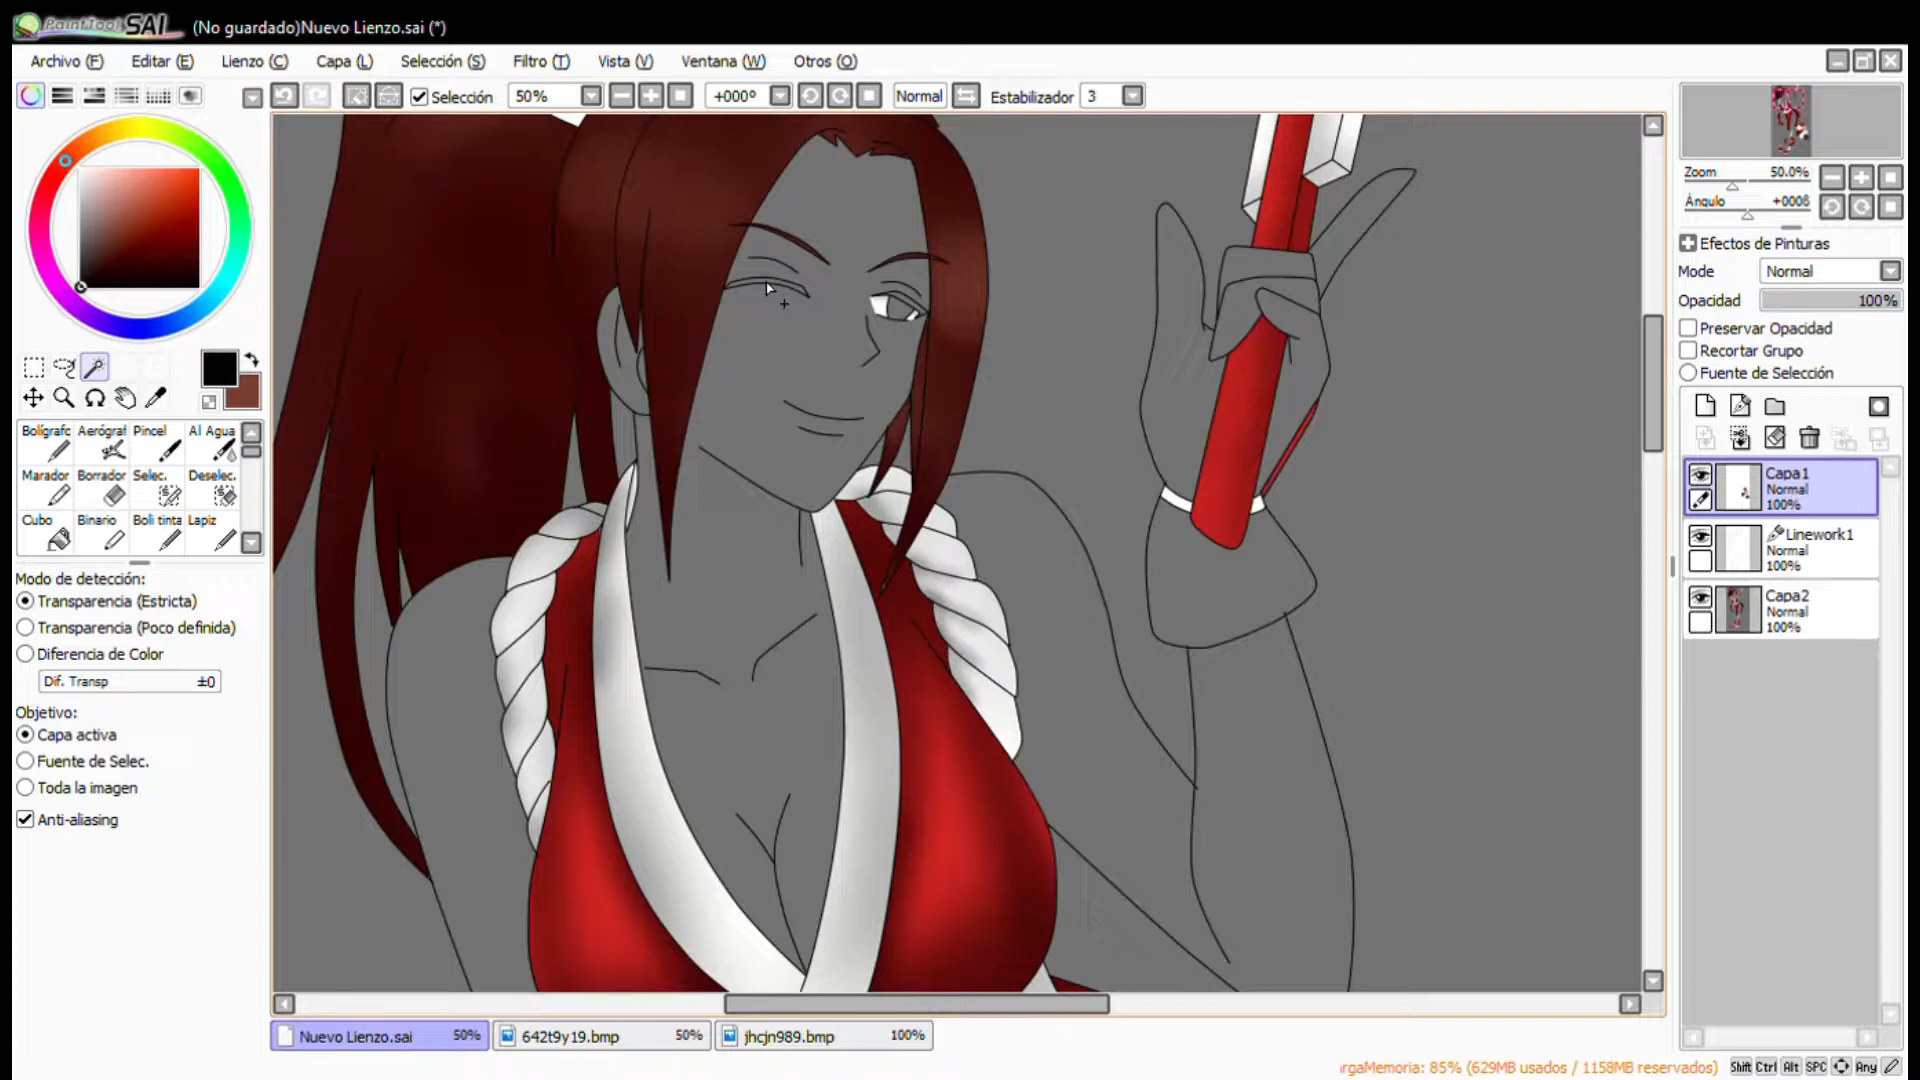 PaintTool SAI (No guardado)Nuevo Lienzo.sai (*)
Archivo (F) Editar (E) Lienzo (C) Capa (L) Selección (S) Filtro (T) Vista (V) Ventana (W) Otros (O)
Selección 50% +000º Normal Estabilizador 3
Zoom 50.0%
Ángulo +000ß
Efectos de Pinturas
Mode Normal
Opacidad 100%
Preservar Opacidad
Recortar Grupo
Fuente de Selección
Bolígrafc Aerógraf Pincel Al Agua
Marador Borrador Selec. Deselec.
Cubo Binario Boli tinta Lapiz
Capa1
Normal
100%
Linework1
Normal
100%
Capa2
Normal
100%
Modo de detección:
Transparencia (Estricta)
Transparencia (Poco definida)
Diferencia de Color
Dif. Transp ±0
Objetivo:
Capa activa
Fuente de Selec.
Toda la imagen
Anti-aliasing
Nuevo Lienzo.sai 50% 642t9y19.bmp 50% jhcjn989.bmp 100%
rgaMemoria: 85% (629MB usados / 1158MB reservados) Shift Ctrl Alt SPC Any